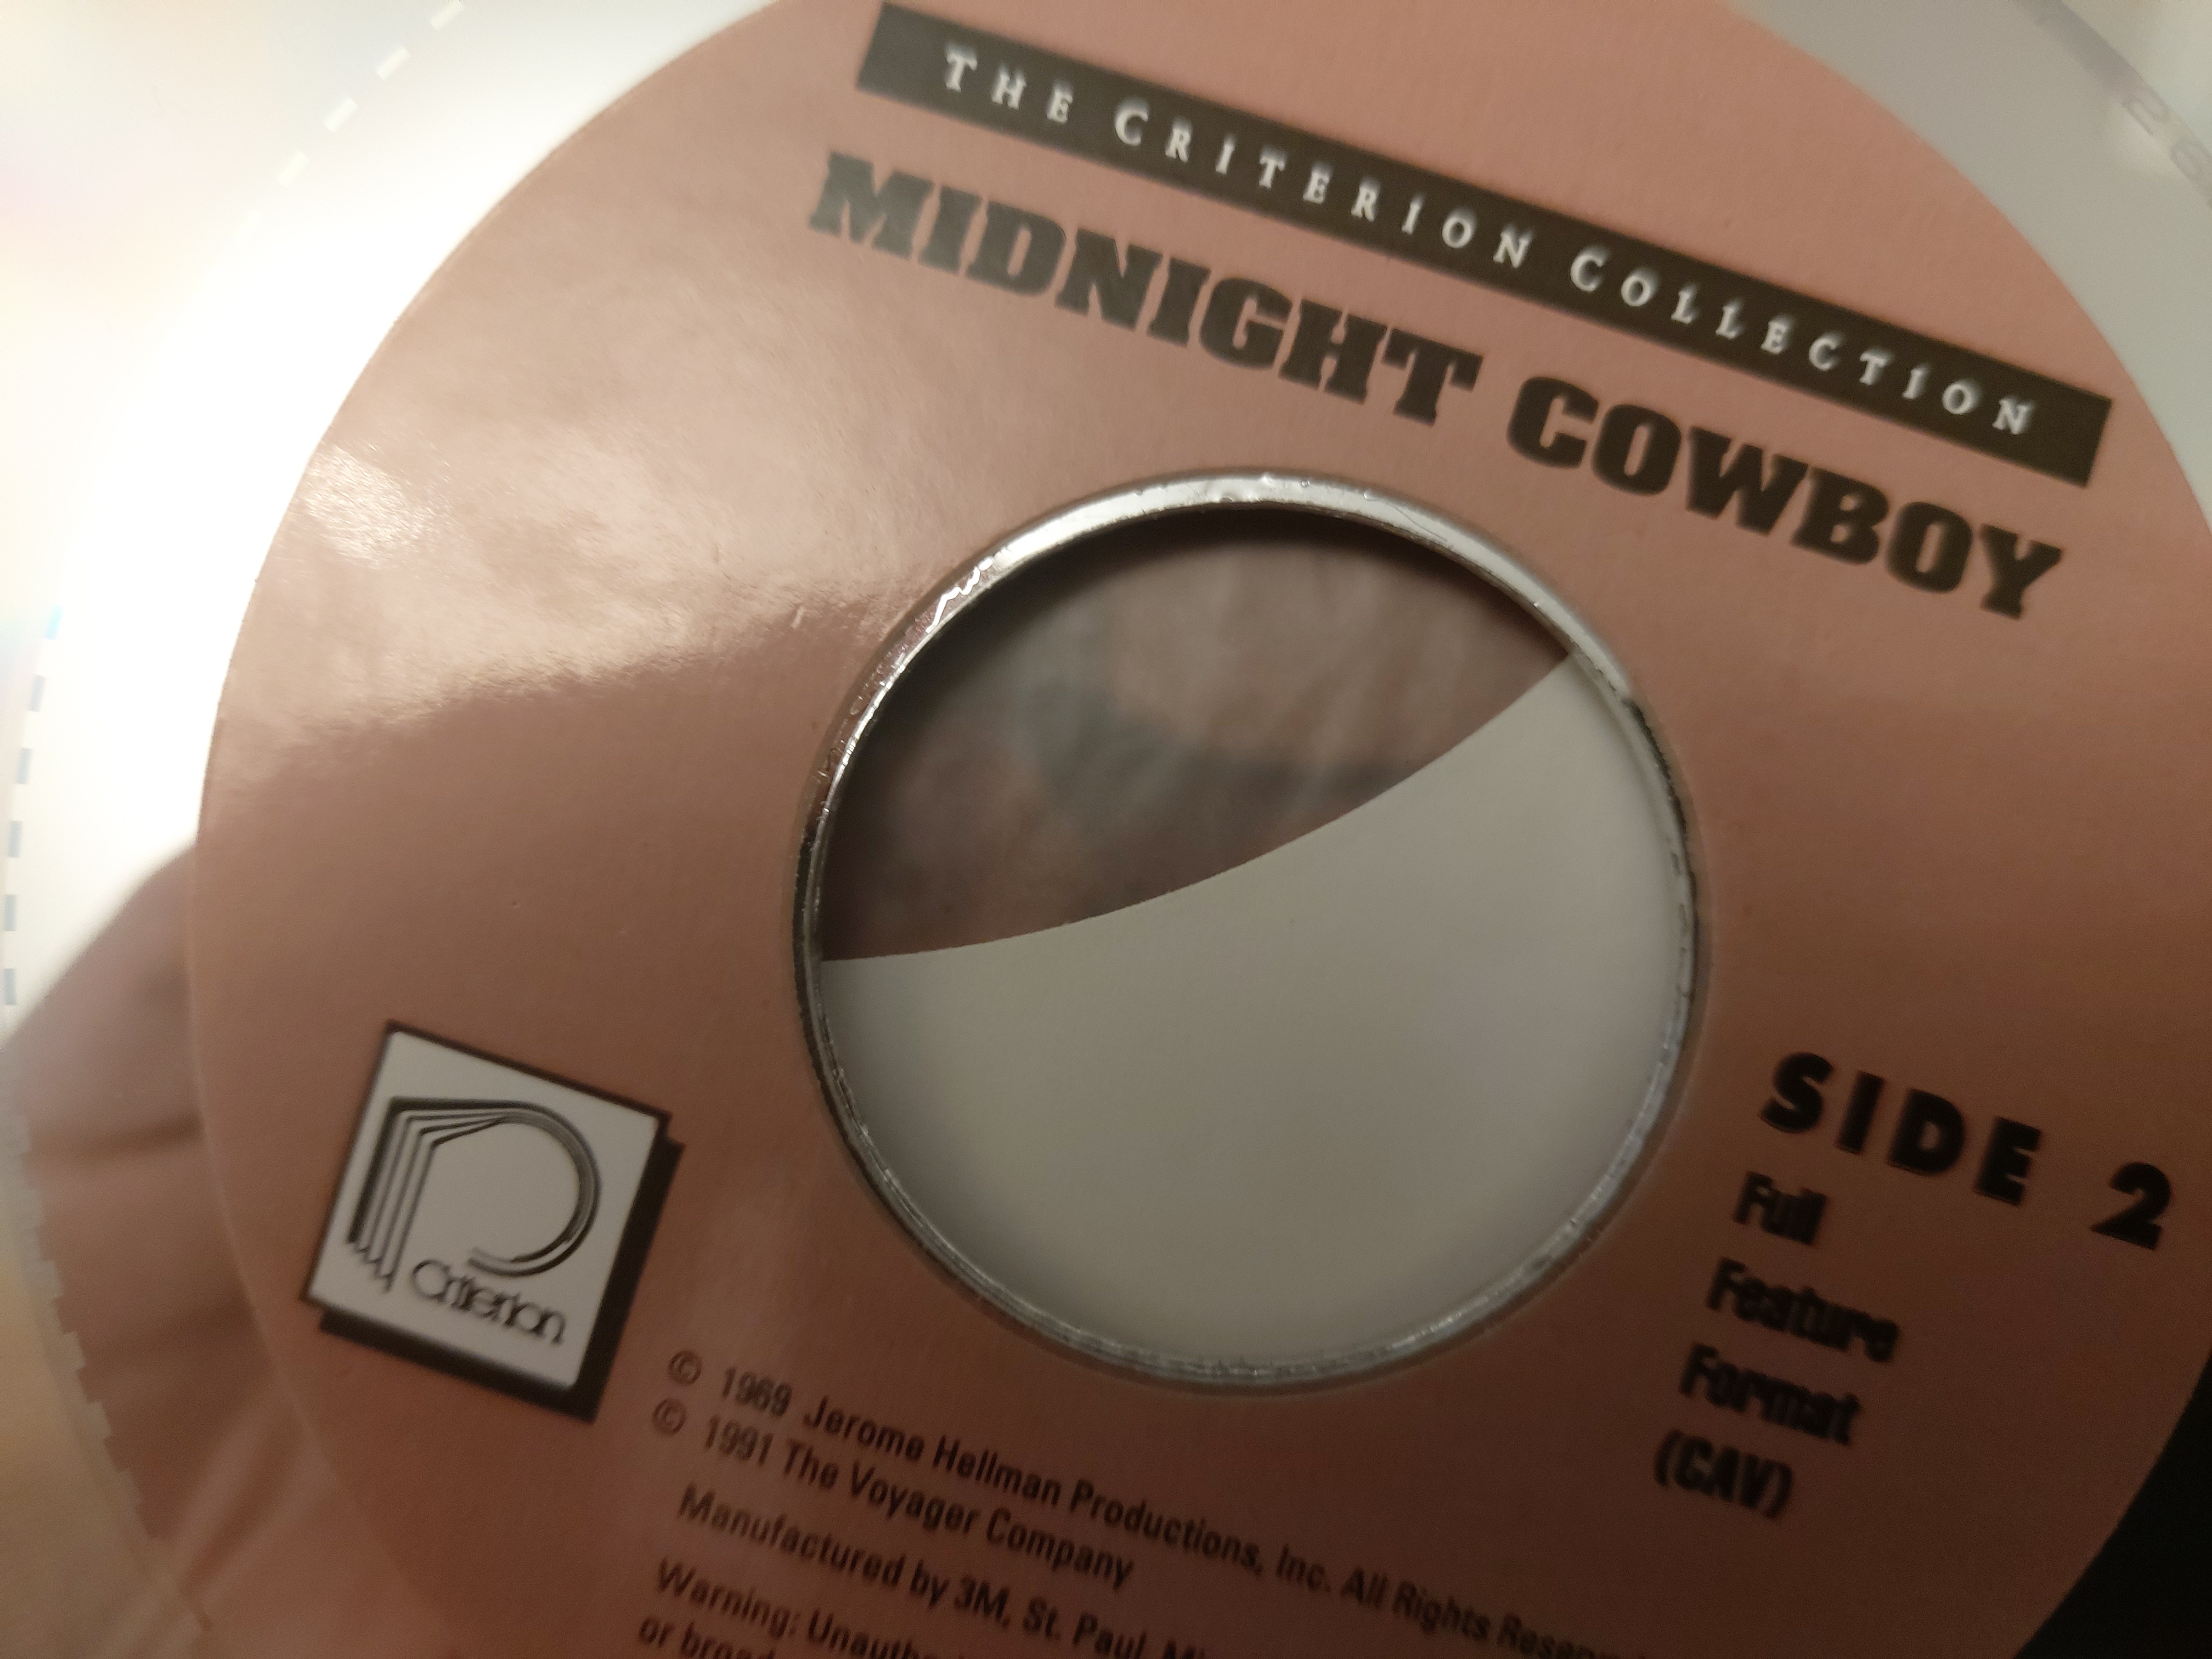 THE CRITERION COLLECTION
MIDNIGHT COWBOY
SIDE 2
Full
Feature
Format
(CAV)
Criterion
© 1969 Jerome Hellman Productions, Inc. All Rights
© 1991 The Voyager Company
Manufactured by 3M, St. Paul,
Warning:
or